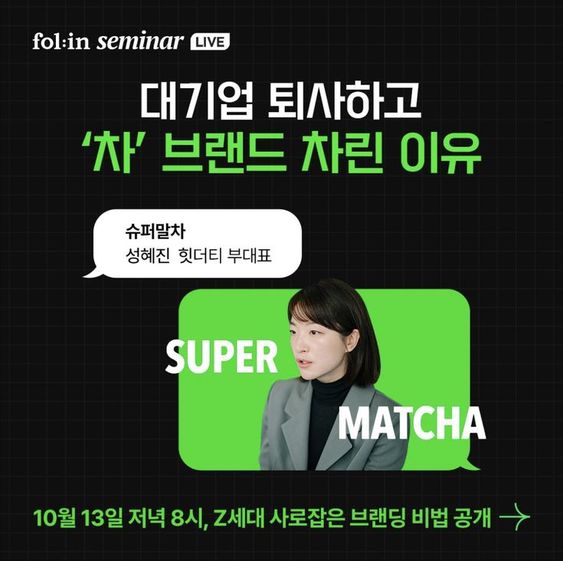 fol:in seminar LIVE
대기업 퇴사하고
‘차’ 브랜드 차린 이유
슈퍼말차
성혜진 힛더티 부대표
SUPER
MATCHA
10월 13일 저녁 8시, Z세대 사로잡은 브랜딩 비법 공개